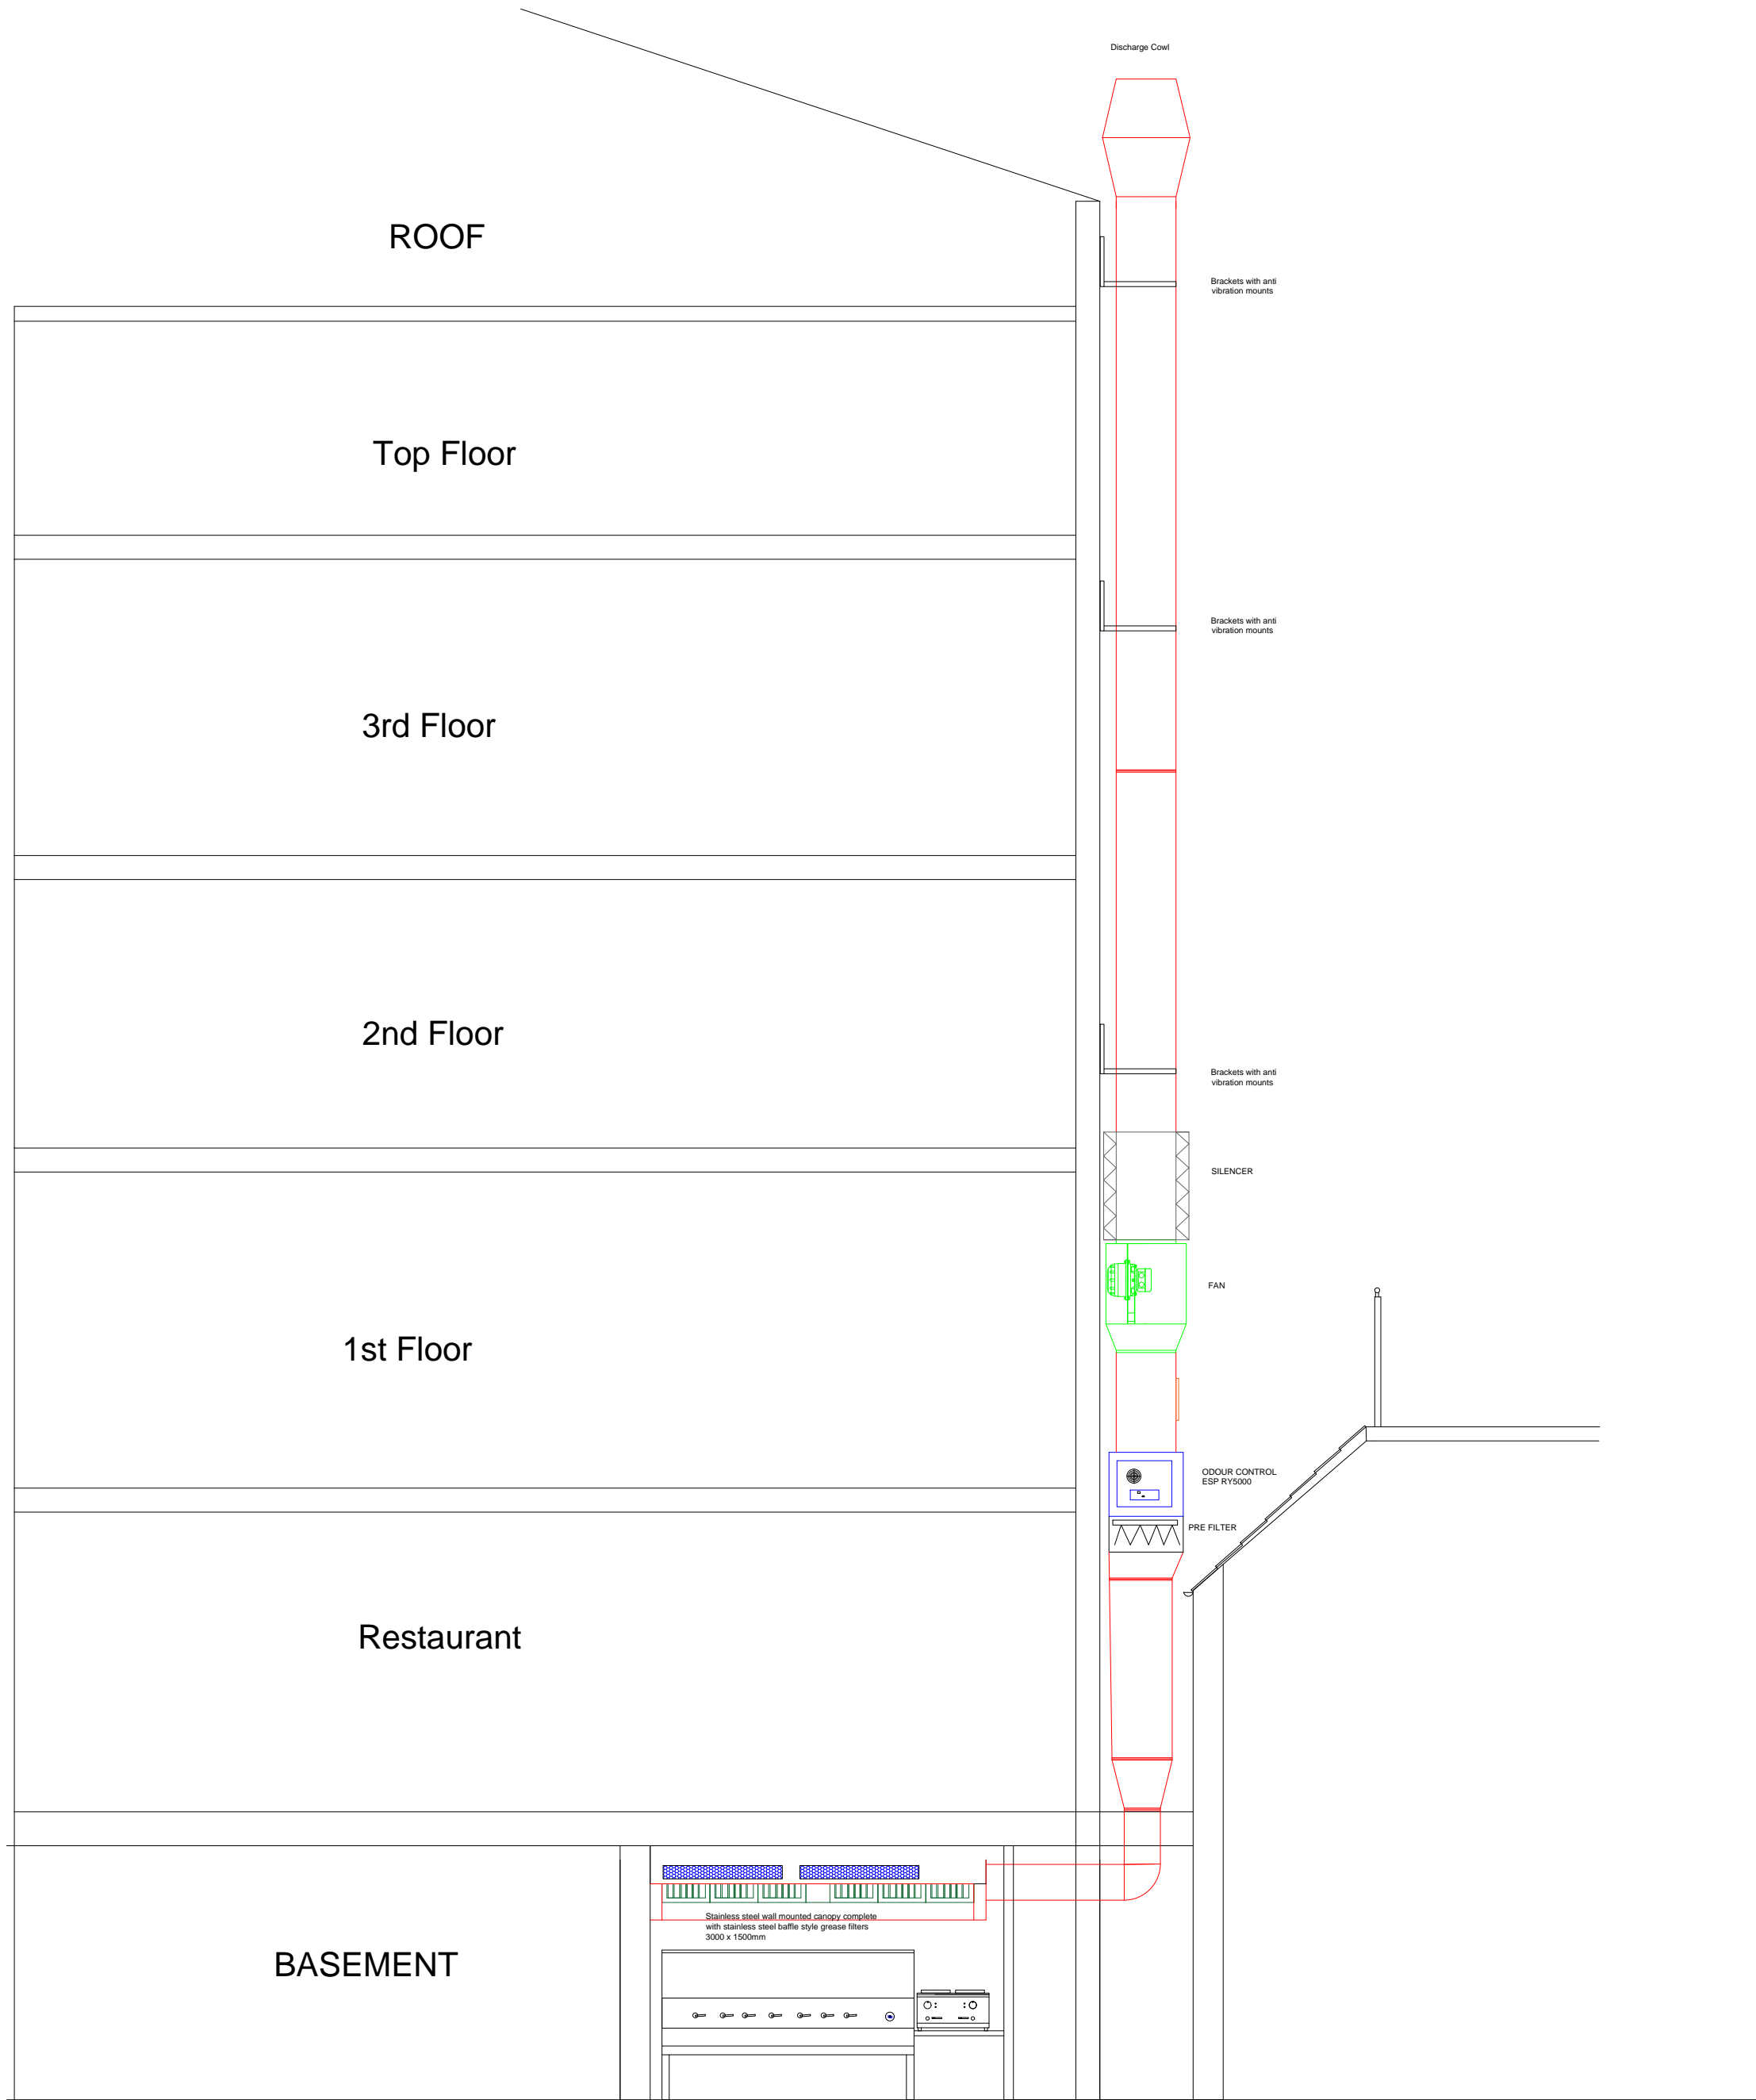 Discharge Cowl
ROOF
Brackets with anti
vibration mounts
Top Floor
Brackets with anti
vibration mounts
3rd Floor
2nd Floor
Brackets with anti
vibration mounts
SILENCER
FAN
1st Floor
ODOUR CONTROL
ESP RY5000
PRE FILTER
Restaurant
Stainless steel wall mounted canopy complete
with stainless steel baffle style grease filters
3000 x 1500mm
BASEMENT